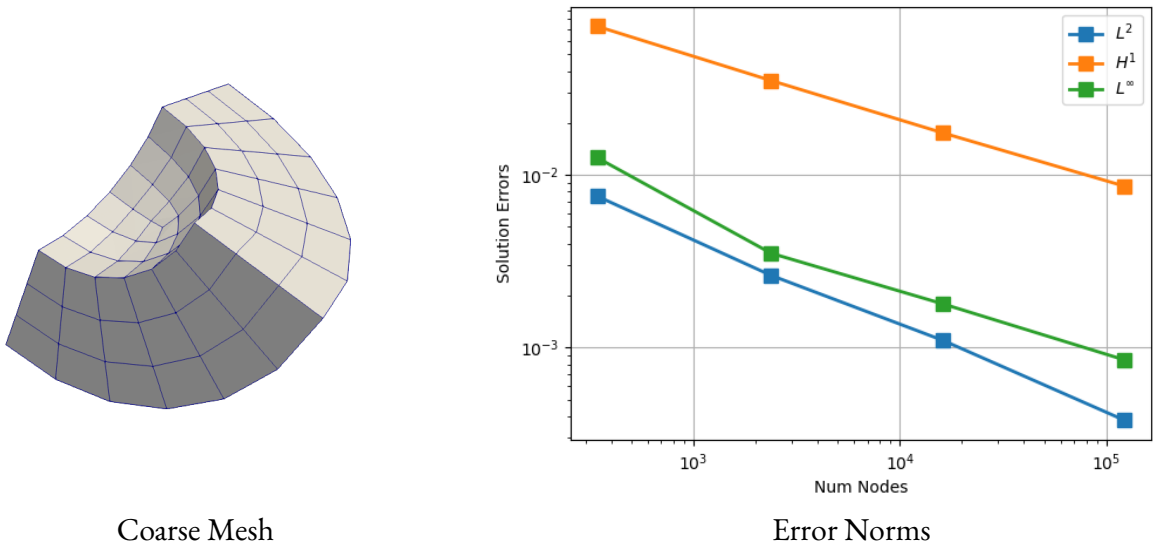 L²
H¹
L∞
10⁻²
10⁻³
Solution Errors
10³
10⁴
10⁵
Num Nodes
Coarse Mesh
Error Norms